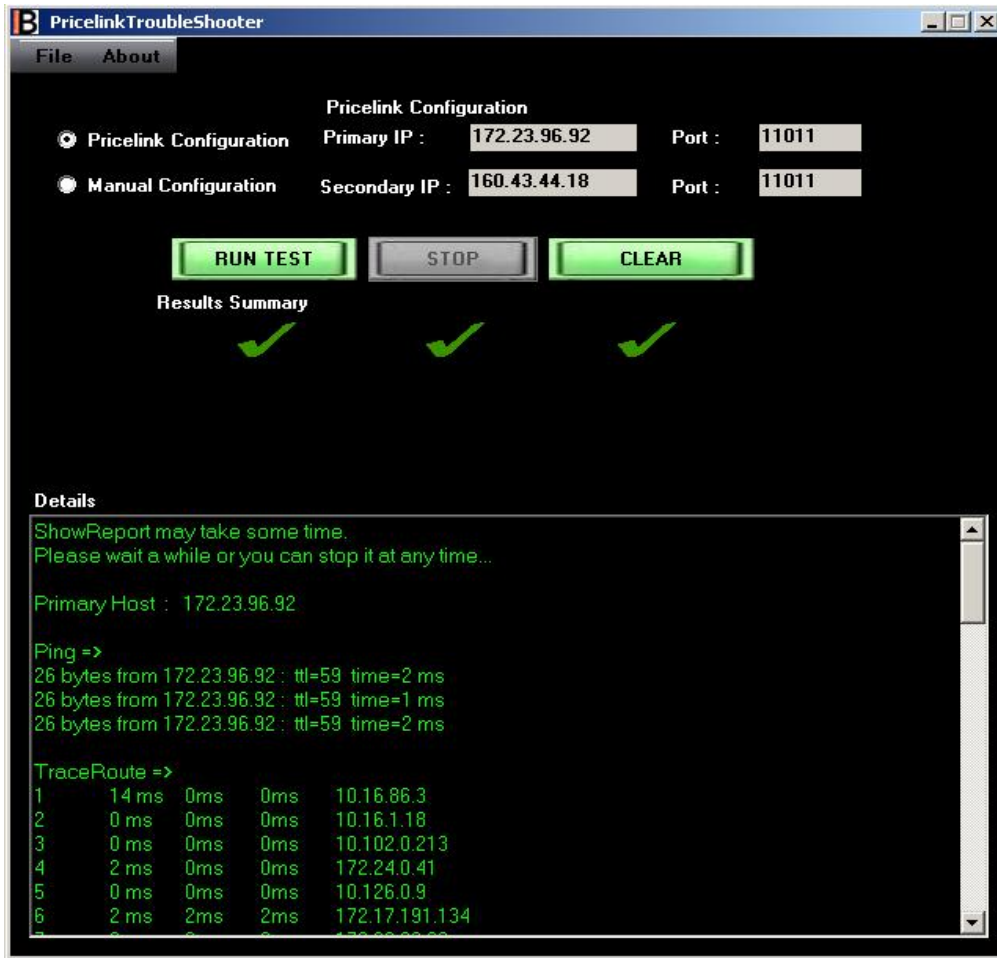 B PricelinkTroubleShooter
File About
Pricelink Configuration
Pricelink Configuration Primary IP : 172.23.96.92 Port : 11011
Manual Configuration Secondary IP : 160.43.44.18 Port : 11011
RUN TEST STOP CLEAR
Results Summary
Details
ShowReport may take some time.
Please wait a while or you can stop it at any time...
Primary Host : 172.23.96.92
Ping =>
26 bytes from 172.23.96.92 : ttl=59 time=2 ms
26 bytes from 172.23.96.92 : ttl=59 time=1 ms
26 bytes from 172.23.96.92 : ttl=59 time=2 ms
TraceRoute =>
1 14 ms 0ms 0ms 10.16.86.3
2 0 ms 0ms 0ms 10.16.1.18
3 0 ms 0ms 0ms 10.102.0.213
4 2 ms 0ms 0ms 172.24.0.41
5 0 ms 0ms 0ms 10.126.0.9
6 2 ms 2ms 2ms 172.17.191.134